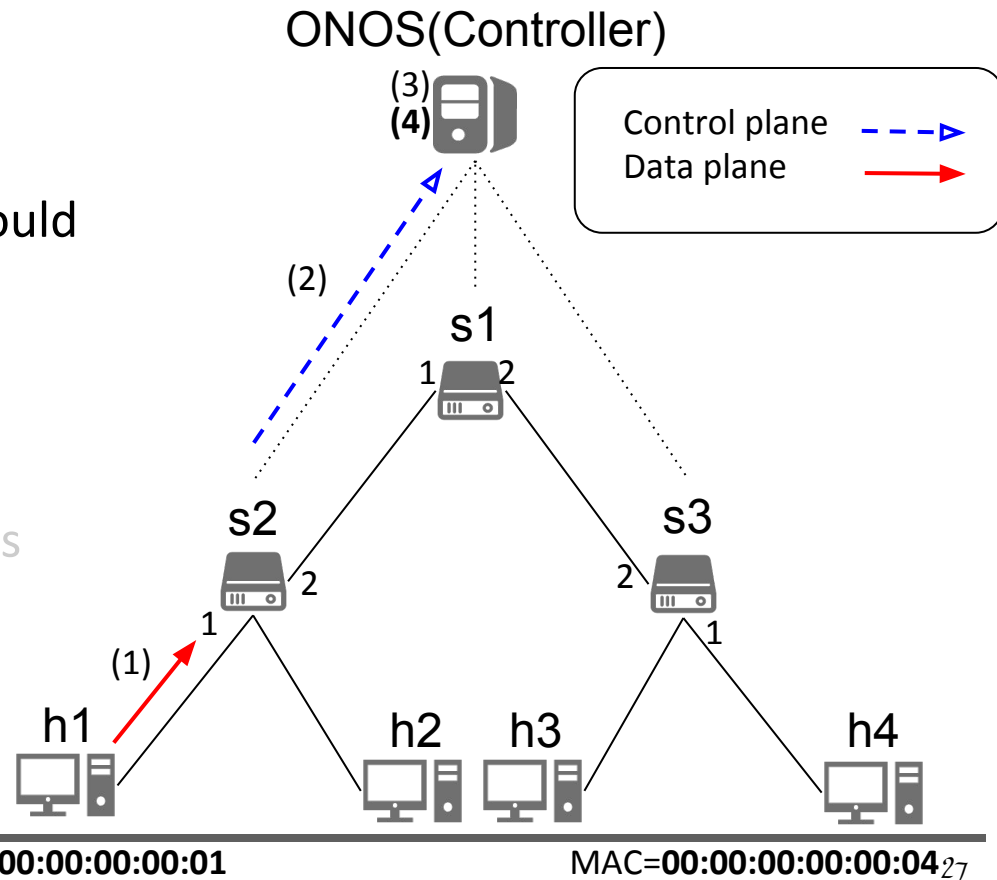 ONOS(Controller)
(3)
(4)
Control plane
Data plane
ould
(2)
s1
1
2
s2
s3
s
2
2
1
1
(1)
h1
h2
h3
h4
00:00:00:00:01
MAC=00:00:00:00:00:04
27